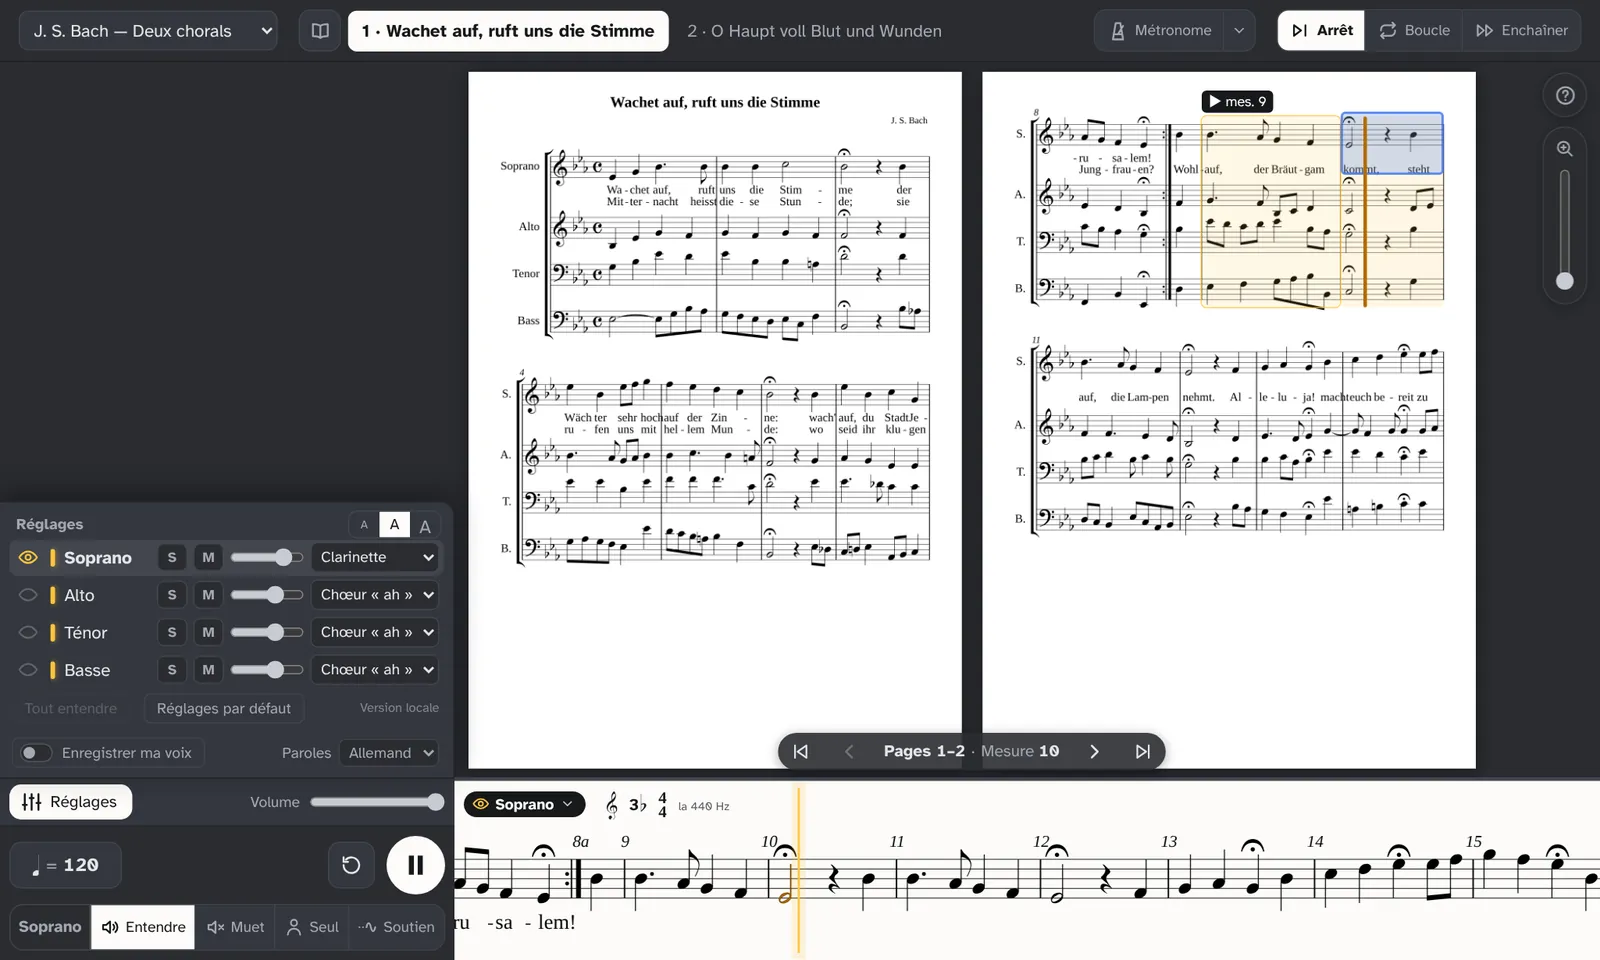 J. S. Bach — Deux chorals
1 · Wachet auf, ruft uns die Stimme
2 · O Haupt voll Blut und Wunden
Métronome
Arrêt
Boucle
Enchaîner
Wachet auf, ruft uns die Stimme
J. S. Bach
Soprano
Wa - chet auf, ruft uns die Stim - me der
Mit - ter - nacht heisst die - se Stun - de; sie
Alto
Tenor
Bass
4
S.
Wäch ter sehr hoch auf der Zin - ne: wach' auf, du Stadt Je -
ru - fen uns mit hel - lem Mun - de: wo seid ihr klu - gen
A.
T.
B.
mes. 9
8
S.
- ru - sa - lem!
Jung - frau - en? Wohl - auf, der Bräut - gam kommt, steht
A.
T.
B.
11
S.
auf, die Lam - pen nehmt. Al - le - lu - ja! macht euch be - reit zu
A.
T.
B.
Pages 1–2 · Mesure 10
Réglages
A A A
Soprano S M Clarinette
Alto S M Chœur « ah »
Ténor S M Chœur « ah »
Basse S M Chœur « ah »
Tout entendre
Réglages par défaut
Version locale
Enregistrer ma voix
Paroles Allemand
Réglages
Volume
= 120
Soprano Entendre Muet Seul Soutien
Soprano 3♭ 4/4 la 440 Hz
8a 9 10 11 12 13 14 15
ru - sa - lem!